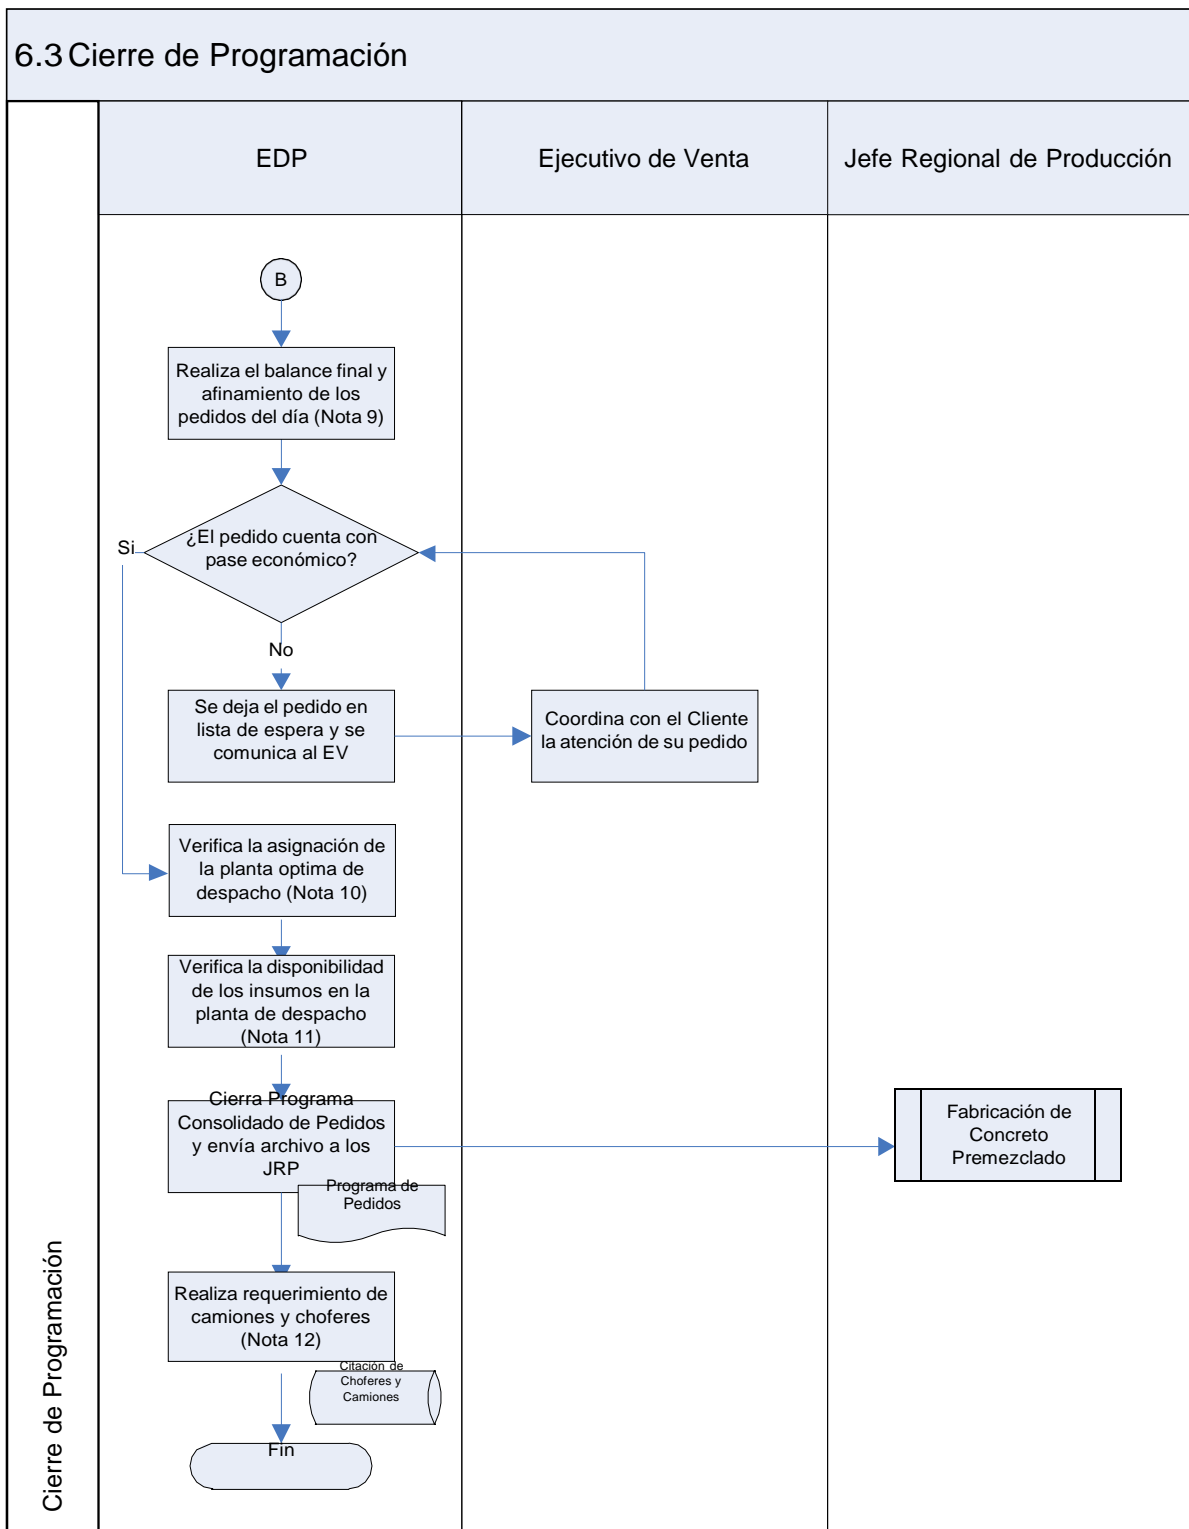 6.3 Cierre de Programación
EDP
Ejecutivo de Venta
Jefe Regional de Producción
B
Realiza el balance final y
afinamiento de los
pedidos del día (Nota 9)
¿El pedido cuenta con
pase económico?
Si
No
Se deja el pedido en
lista de espera y se
comunica al EV
Coordina con el Cliente
la atención de su pedido
Verifica la asignación de
la planta optima de
despacho (Nota 10)
Verifica la disponibilidad
de los insumos en la
planta de despacho
(Nota 11)
Cierra Programa
Consolidado de Pedidos
y envía archivo a los
JRP
Fabricación de
Concreto
Premezclado
Programa de
Pedidos
Realiza requerimiento de
camiones y choferes
(Nota 12)
Citación de
Choferes y
Camiones
Fin
Cierre de Programación